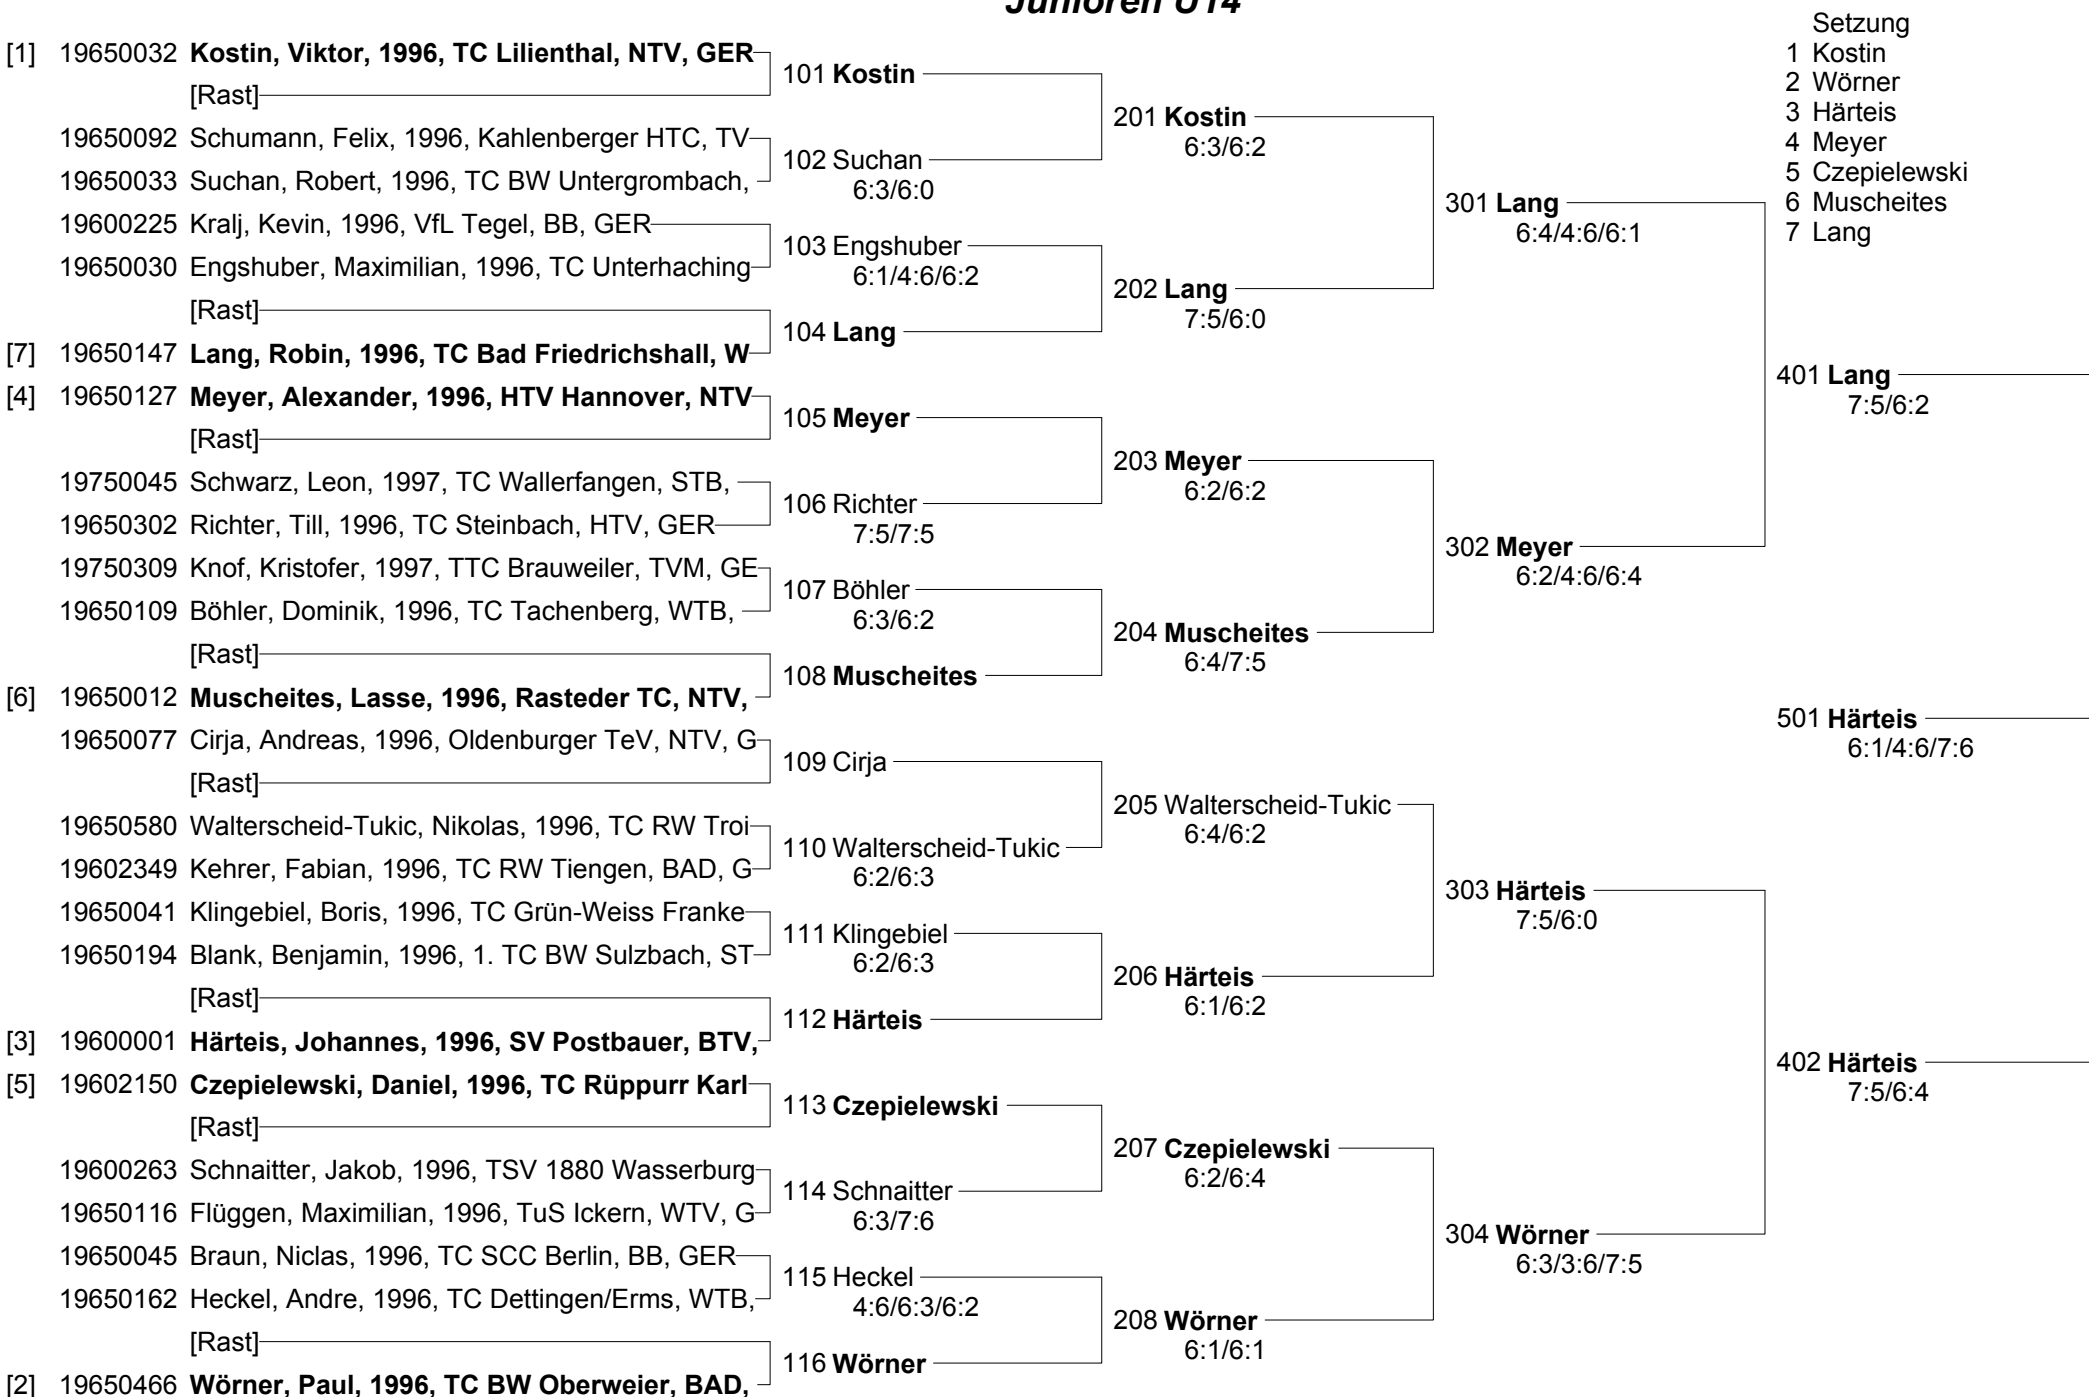 Junioren U14
[1] 19650032 Kostin, Viktor, 1996, TC Lilienthal, NTV, GER
[Rast]
19650092 Schumann, Felix, 1996, Kahlenberger HTC, TV
19650033 Suchan, Robert, 1996, TC BW Untergrombach,
19600225 Kralj, Kevin, 1996, VfL Tegel, BB, GER
19650030 Engshuber, Maximilian, 1996, TC Unterhaching
[Rast]
[7] 19650147 Lang, Robin, 1996, TC Bad Friedrichshall, W
[4] 19650127 Meyer, Alexander, 1996, HTV Hannover, NTV
[Rast]
19750045 Schwarz, Leon, 1997, TC Wallerfangen, STB,
19650302 Richter, Till, 1996, TC Steinbach, HTV, GER
19750309 Knof, Kristofer, 1997, TTC Brauweiler, TVM, GE
19650109 Böhler, Dominik, 1996, TC Tachenberg, WTB,
[Rast]
[6] 19650012 Muscheites, Lasse, 1996, Rasteder TC, NTV,
19650077 Cirja, Andreas, 1996, Oldenburger TeV, NTV, G
[Rast]
19650580 Walterscheid-Tukic, Nikolas, 1996, TC RW Troi
19602349 Kehrer, Fabian, 1996, TC RW Tiengen, BAD, G
19650041 Klingebiel, Boris, 1996, TC Grün-Weiss Franke
19650194 Blank, Benjamin, 1996, 1. TC BW Sulzbach, ST
[Rast]
[3] 19600001 Härteis, Johannes, 1996, SV Postbauer, BTV,
[5] 19602150 Czepielewski, Daniel, 1996, TC Rüppurr Karl
[Rast]
19600263 Schnaitter, Jakob, 1996, TSV 1880 Wasserburg
19650116 Flüggen, Maximilian, 1996, TuS Ickern, WTV, G
19650045 Braun, Niclas, 1996, TC SCC Berlin, BB, GER
19650162 Heckel, Andre, 1996, TC Dettingen/Erms, WTB,
[Rast]
[2] 19650466 Wörner, Paul, 1996, TC BW Oberweier, BAD,
101 Kostin
102 Suchan
6:3/6:0
103 Engshuber
6:1/4:6/6:2
104 Lang
105 Meyer
106 Richter
7:5/7:5
107 Böhler
6:3/6:2
108 Muscheites
109 Cirja
110 Walterscheid-Tukic
6:2/6:3
111 Klingebiel
6:2/6:3
112 Härteis
113 Czepielewski
114 Schnaitter
6:3/7:6
115 Heckel
4:6/6:3/6:2
116 Wörner
201 Kostin
6:3/6:2
202 Lang
7:5/6:0
203 Meyer
6:2/6:2
204 Muscheites
6:4/7:5
205 Walterscheid-Tukic
6:4/6:2
206 Härteis
6:1/6:2
207 Czepielewski
6:2/6:4
208 Wörner
6:1/6:1
301 Lang
6:4/4:6/6:1
302 Meyer
6:2/4:6/6:4
303 Härteis
7:5/6:0
304 Wörner
6:3/3:6/7:5
Setzung
1 Kostin
2 Wörner
3 Härteis
4 Meyer
5 Czepielewski
6 Muscheites
7 Lang
401 Lang
7:5/6:2
501 Härteis
6:1/4:6/7:6
402 Härteis
7:5/6:4